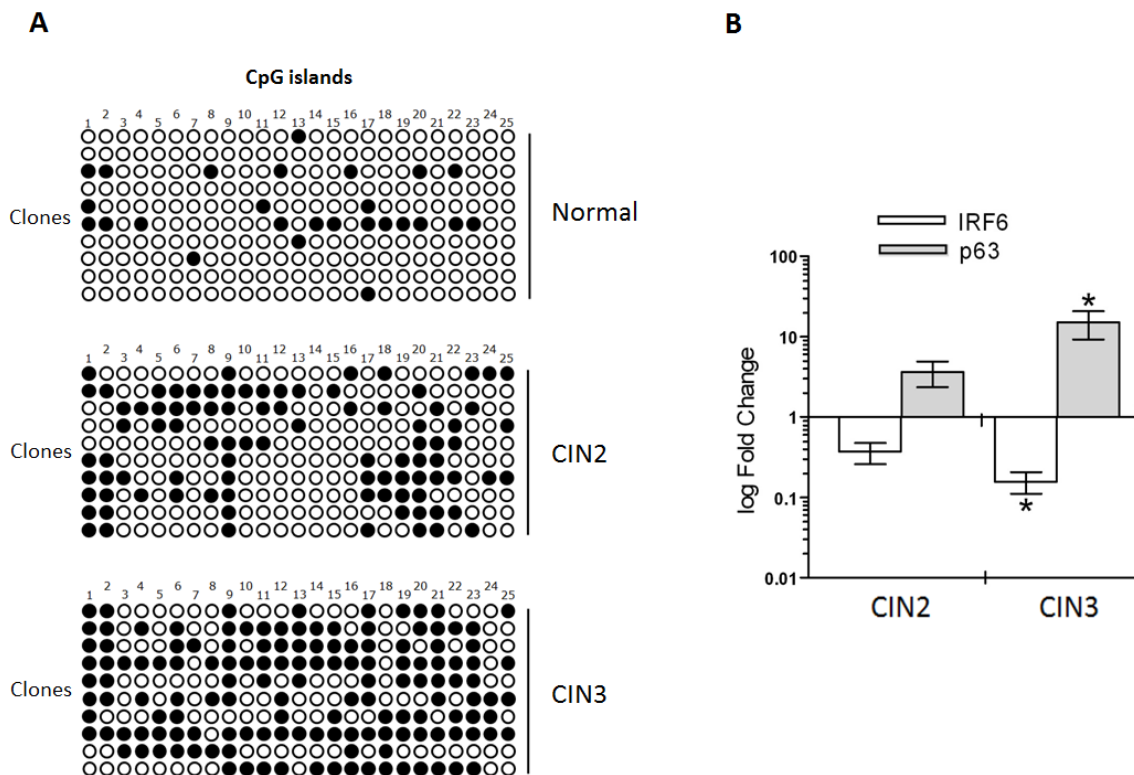 A
CpG islands
2 4 6 8 10 12 14 16 18 20 22 24
1 3 5 7 9 11 13 15 17 19 21 23 25
Clones
Normal
2 4 6 8 10 12 14 16 18 20 22 24
1 3 5 7 9 11 13 15 17 19 21 23 25
Clones
CIN2
2 4 6 8 10 12 14 16 18 20 22 24
1 3 5 7 9 11 13 15 17 19 21 23 25
Clones
CIN3
B
IRF6
p63
log Fold Change
100
10
1
0.1
0.01
*
*
CIN2 CIN3